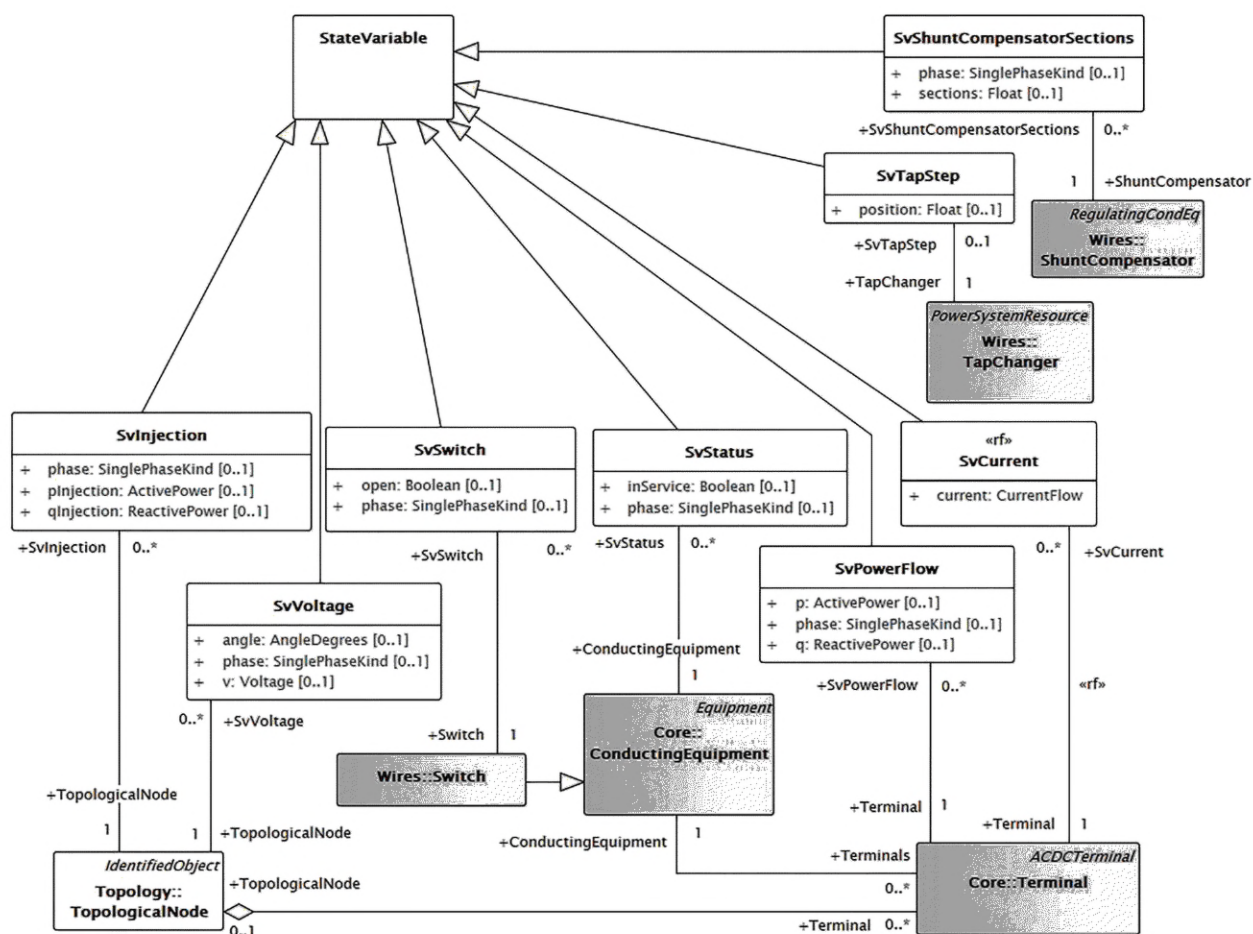 StateVariable
SvShuntCompensatorSections
+ phase: SinglePhaseKind [0..1]
+ sections: Float [0..1]
+SvShuntCompensatorSections 0..*
1 +ShuntCompensator
RegulatingCondEq
Wires::
ShuntCompensator
SvTapStep
+ position: Float [0..1]
+SvTapStep 0..1
+TapChanger 1
PowerSystemResource
Wires::
TapChanger
SvInjection
+ phase: SinglePhaseKind [0..1]
+ pInjection: ActivePower [0..1]
+ qInjection: ReactivePower [0..1]
+SvInjection 0..*
SvSwitch
+ open: Boolean [0..1]
+ phase: SinglePhaseKind [0..1]
+SvSwitch 0..*
SvStatus
+ inService: Boolean [0..1]
+ phase: SinglePhaseKind [0..1]
+SvStatus 0..*
«rf»
SvCurrent
+ current: CurrentFlow
0..* +SvCurrent
SvVoltage
+ angle: AngleDegrees [0..1]
+ phase: SinglePhaseKind [0..1]
+ v: Voltage [0..1]
0..* +SvVoltage
SvPowerFlow
+ p: ActivePower [0..1]
+ phase: SinglePhaseKind [0..1]
+ q: ReactivePower [0..1]
+SvPowerFlow 0..*
«rf»
+ConductingEquipment
1
Equipment
Core::
ConductingEquipment
+Switch 1
Wires::Switch
+TopologicalNode
1
1 +TopologicalNode
+ConductingEquipment 1
+Terminal 1
+Terminal 1
+Terminals
0..*
IdentifiedObject
Topology::
TopologicalNode
+TopologicalNode
0..1
ACDCTerminal
Core::Terminal
+Terminal 0..*